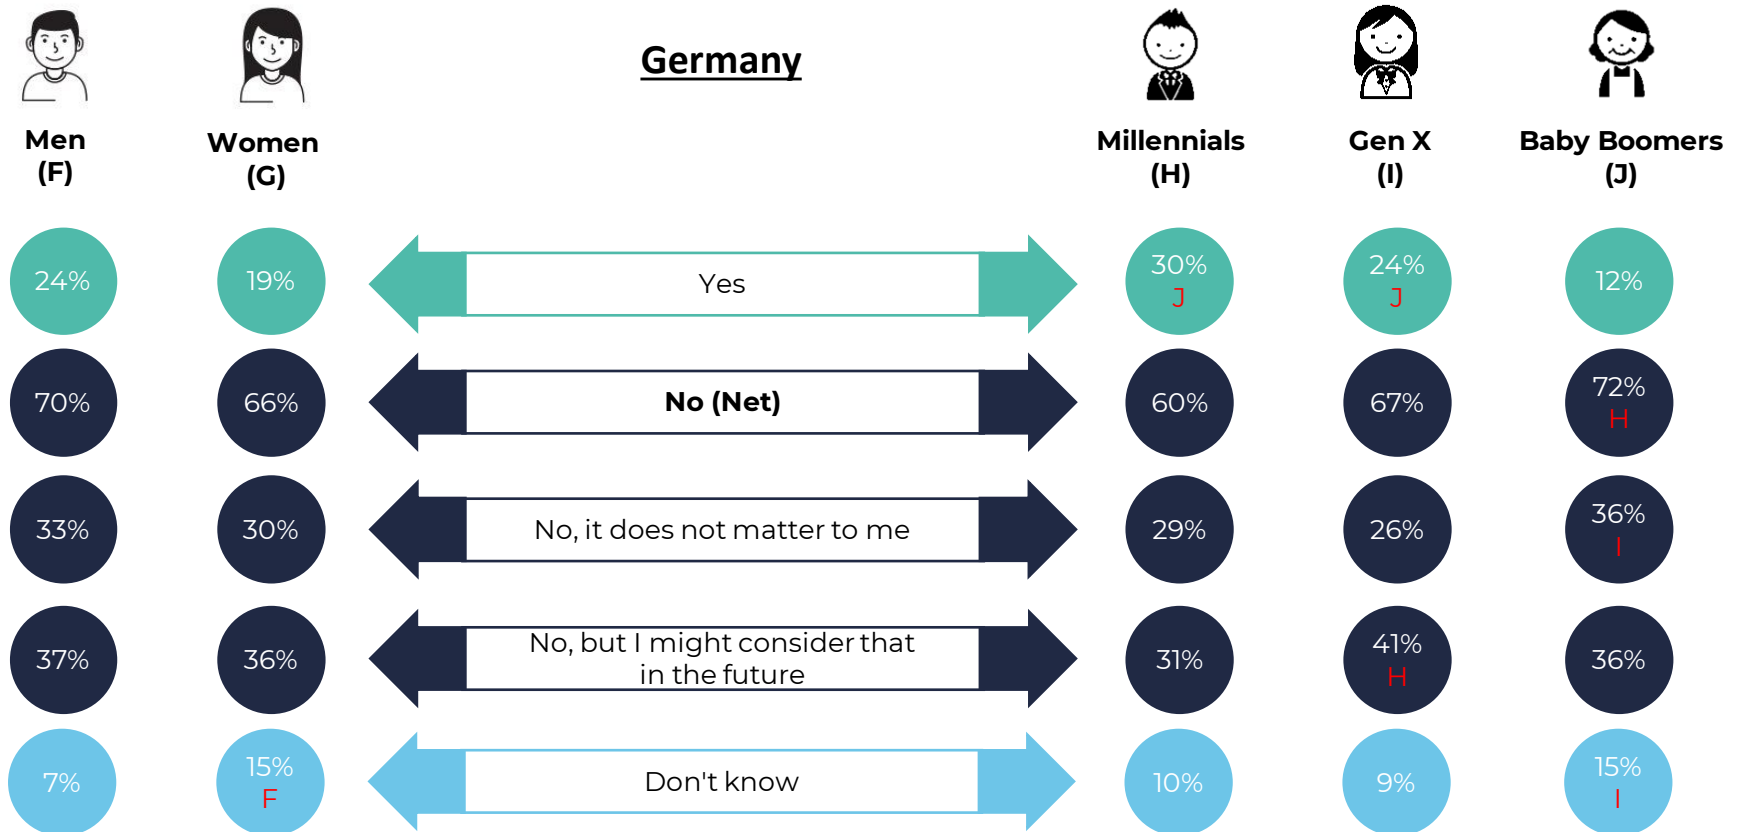 Germany
Men
(F)
Women
(G)
Millennials
(H)
Gen X
(I)
Baby Boomers
(J)
24%
19%
Yes
30%
J
24%
J
12%
70%
66%
No (Net)
60%
67%
72%
H
33%
30%
No, it does not matter to me
29%
26%
36%
I
37%
36%
No, but I might consider that
in the future
31%
41%
H
36%
7%
15%
F
Don't know
10%
9%
15%
I